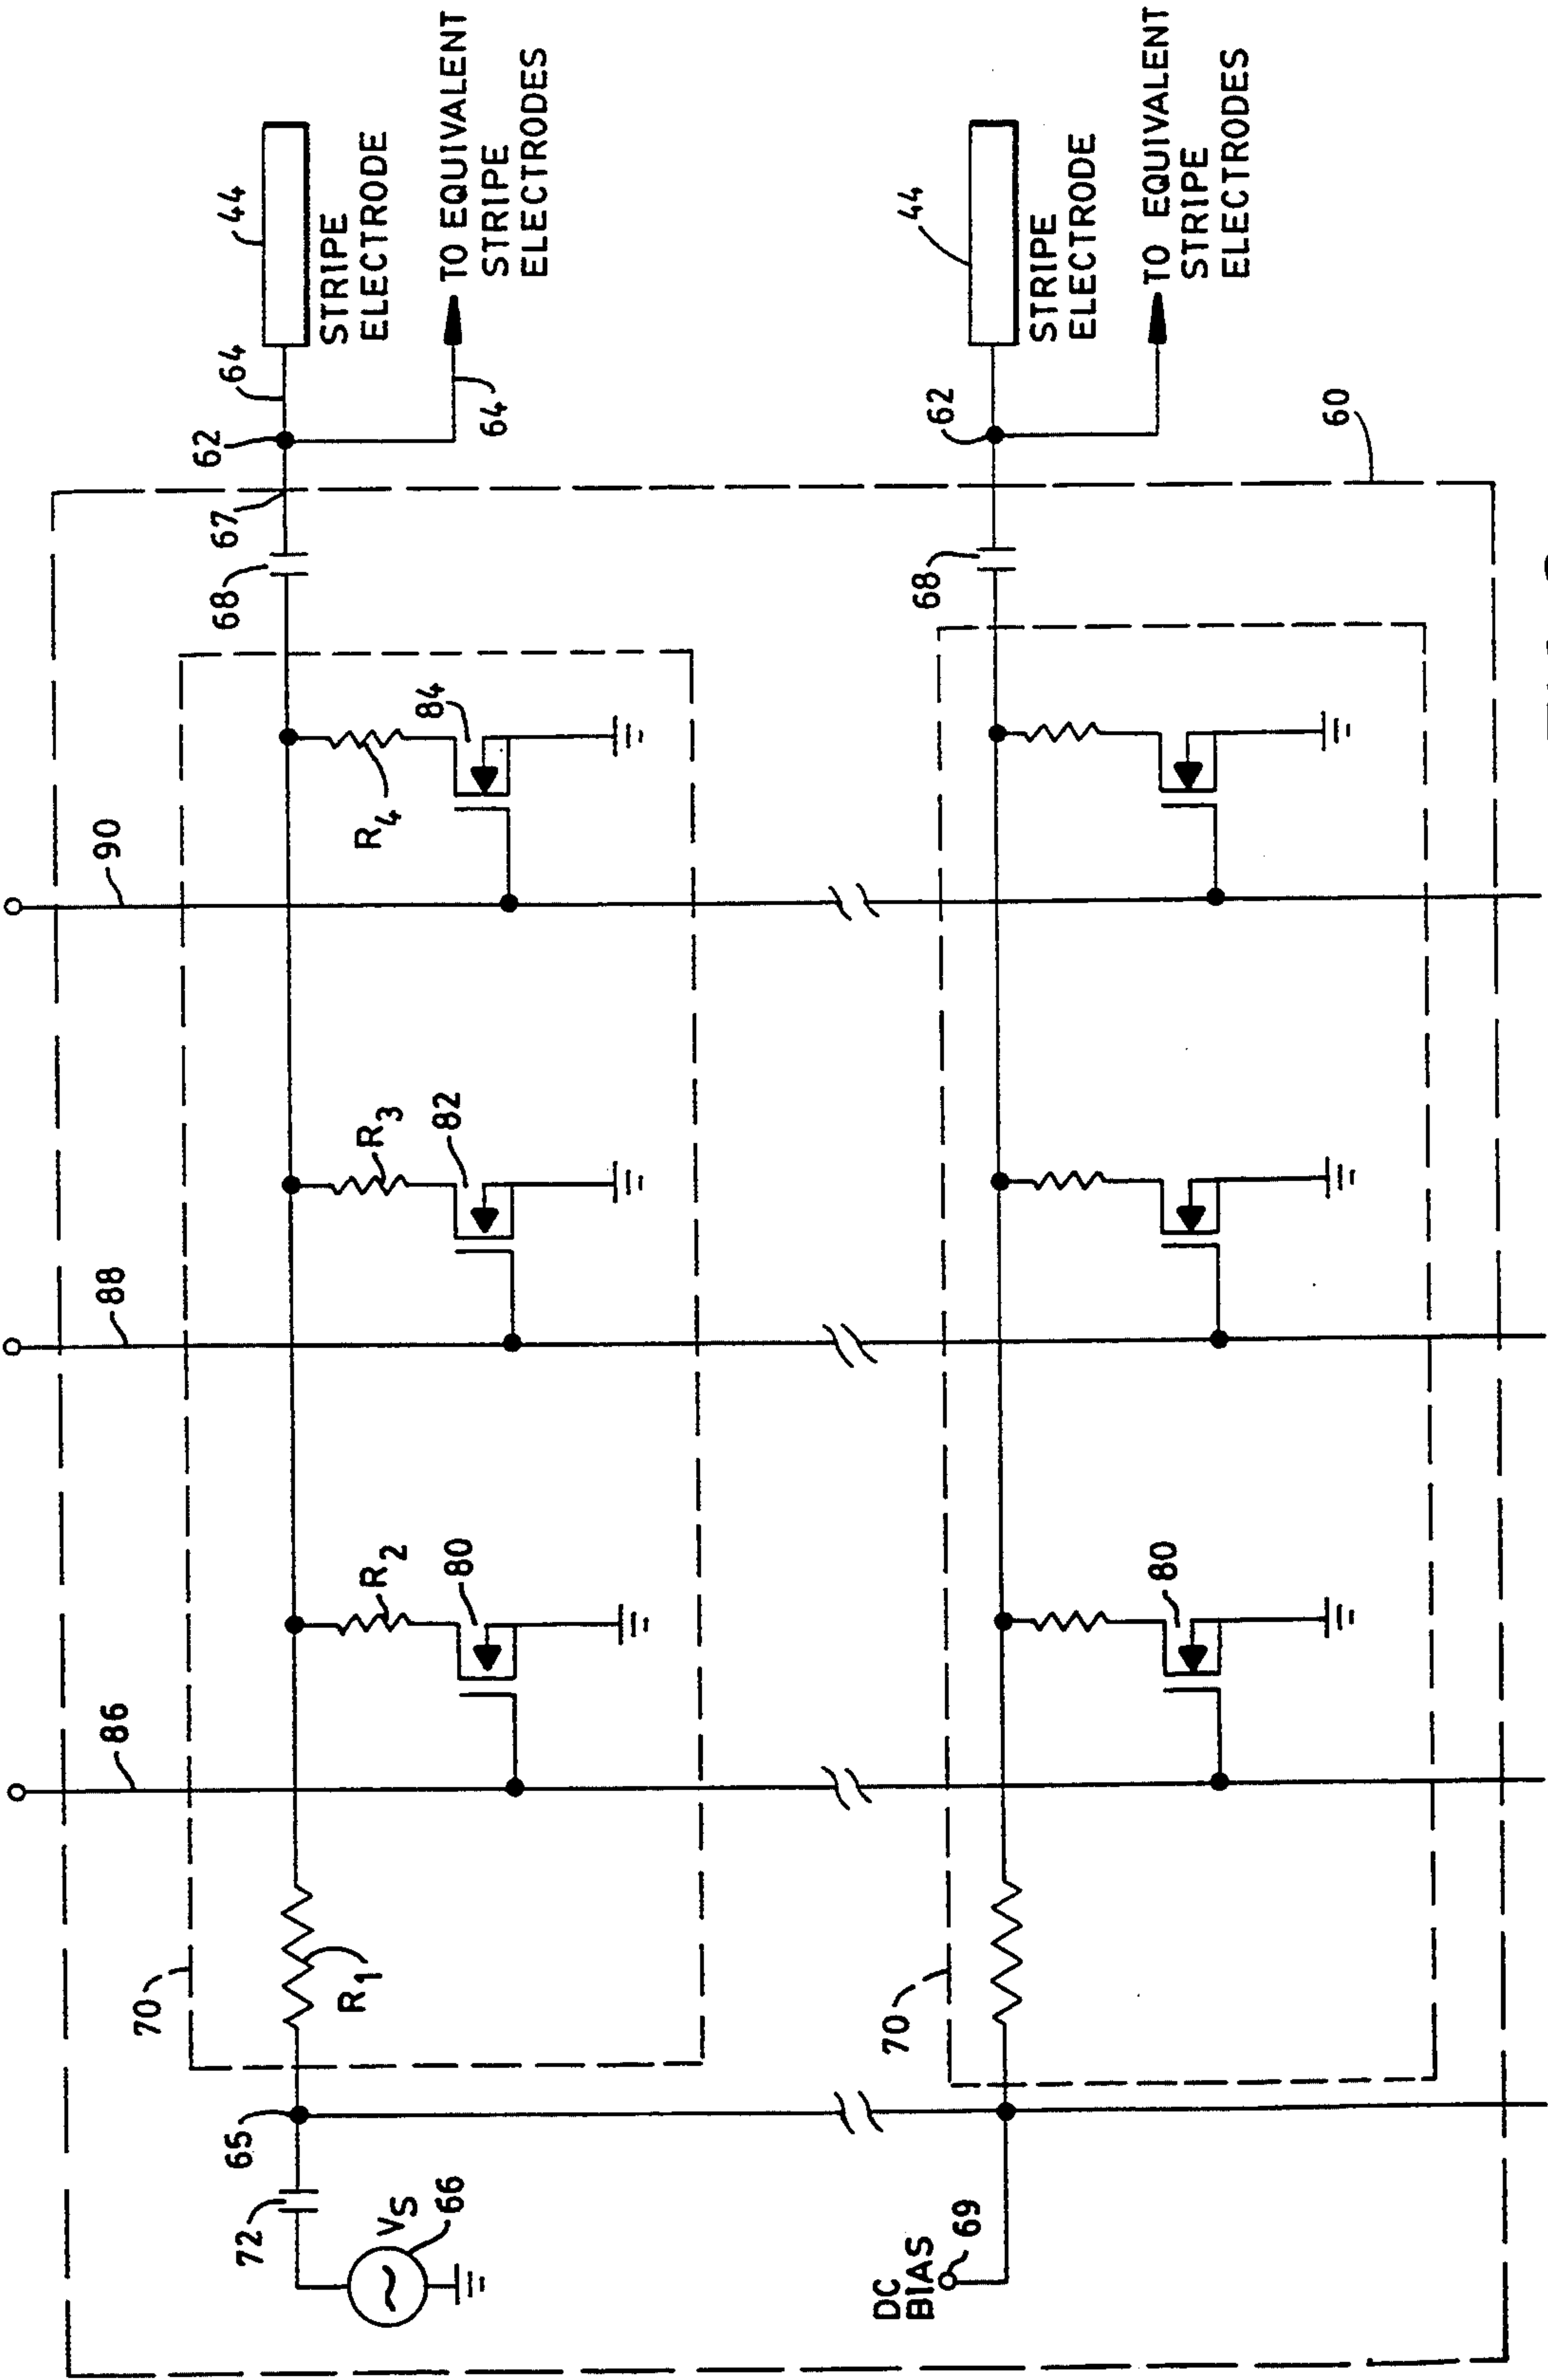 86
88
90
70
72
65
68
67
62
64
44
STRIPE
ELECTRODE
R1
R2
R3
R4
VS
66
80
82
84
64
TO EQUIVALENT
STRIPE
ELECTRODES
DC
BIAS
69
70
68
62
44
STRIPE
ELECTRODE
80
TO EQUIVALENT
STRIPE
ELECTRODES
60